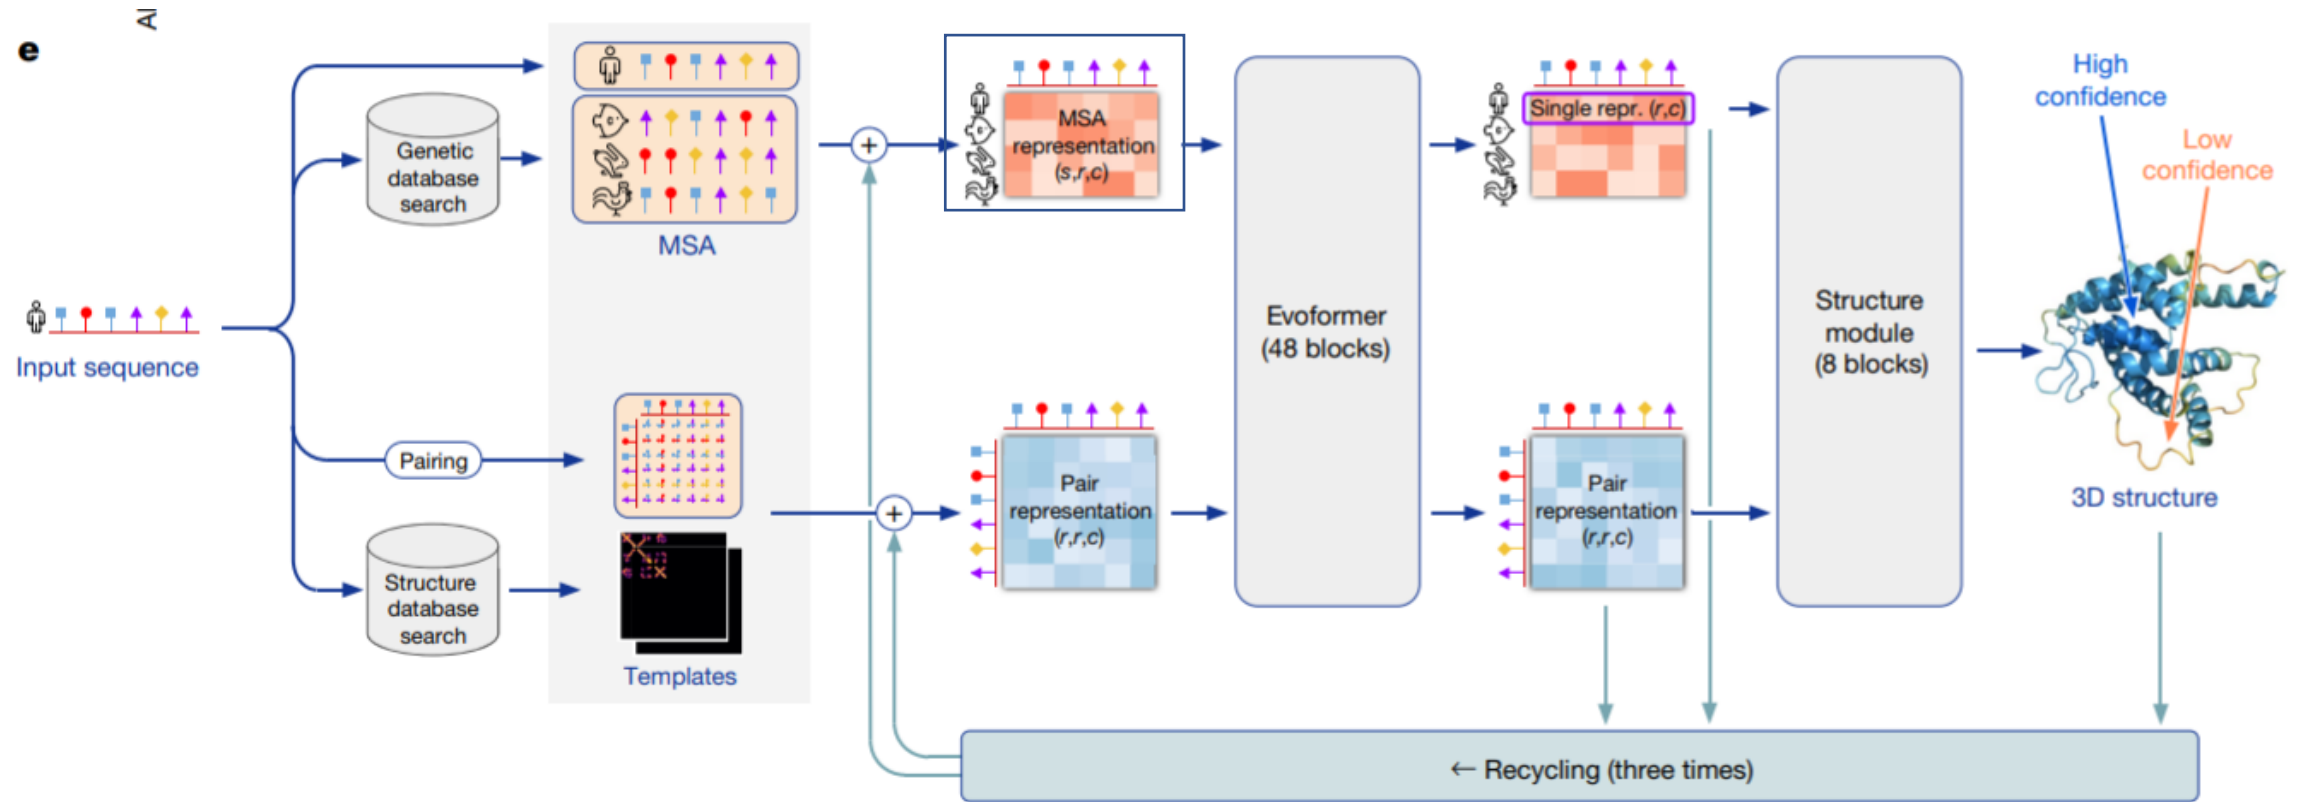 e
Input sequence
Genetic
database
search
Pairing
Structure
database
search
MSA
Templates
+
+
MSA
representation
(s,r,c)
Pair
representation
(r,r,c)
Evoformer
(48 blocks)
Single repr. (r,c)
Pair
representation
(r,r,c)
Structure
module
(8 blocks)
High
confidence
Low
confidence
3D structure
← Recycling (three times)